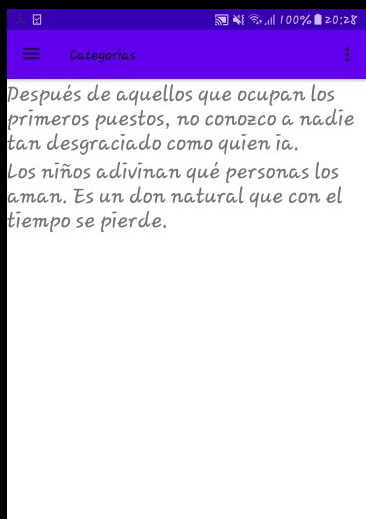 100% 20:28
Categorias
Después de aquellos que ocupan los
primeros puestos, no conozco a nadie
tan desgraciado como quien ia.
Los niños adivinan qué personas los
aman. Es un don natural que con el
tiempo se pierde.